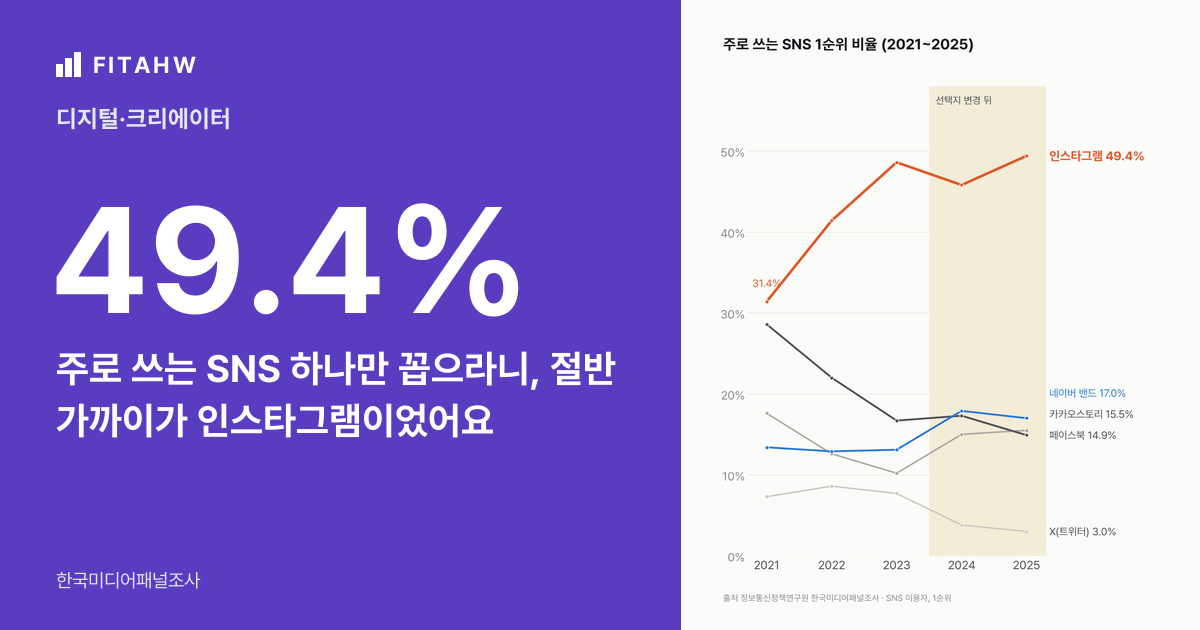 FITAHW
디지털·크리에이터
49.4%
주로 쓰는 SNS 하나만 꼽으라니, 절반
가까이가 인스타그램이었어요
한국미디어패널조사
주로 쓰는 SNS 1순위 비율 (2021~2025)
선택지 변경 뒤
50%
40%
30%
20%
10%
0%
31.4%
인스타그램 49.4%
네이버 밴드 17.0%
카카오스토리 15.5%
페이스북 14.9%
X(트위터) 3.0%
2021 2022 2023 2024 2025
출처 정보통신정책연구원 한국미디어패널조사 · SNS 이용자, 1순위